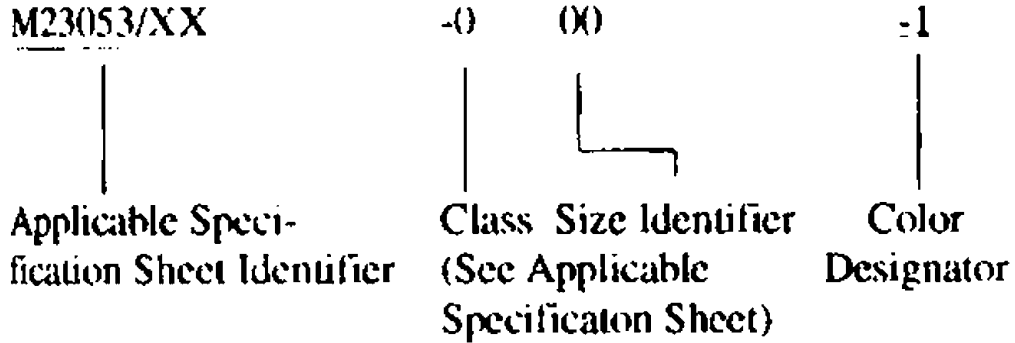 M23053/XX -0 00 -1
Applicable Speci- Class Size Identifier Color
fication Sheet Identifier (See Applicable Designator
Specificaton Sheet)